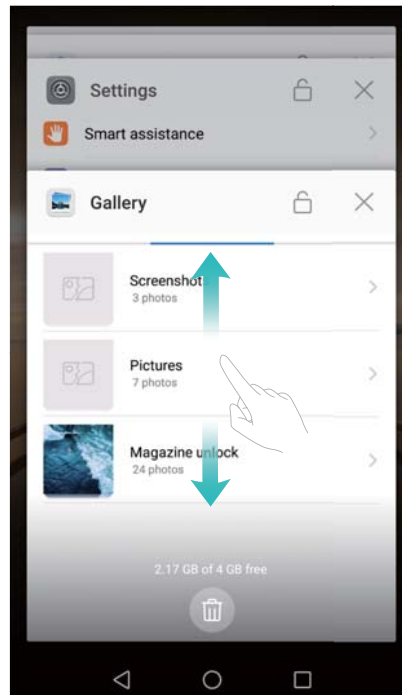 Settings
Smart assistance
Gallery
Screenshot
3 photos
Pictures
7 photos
Magazine unlock
24 photos
2.17 GB of 4 GB free